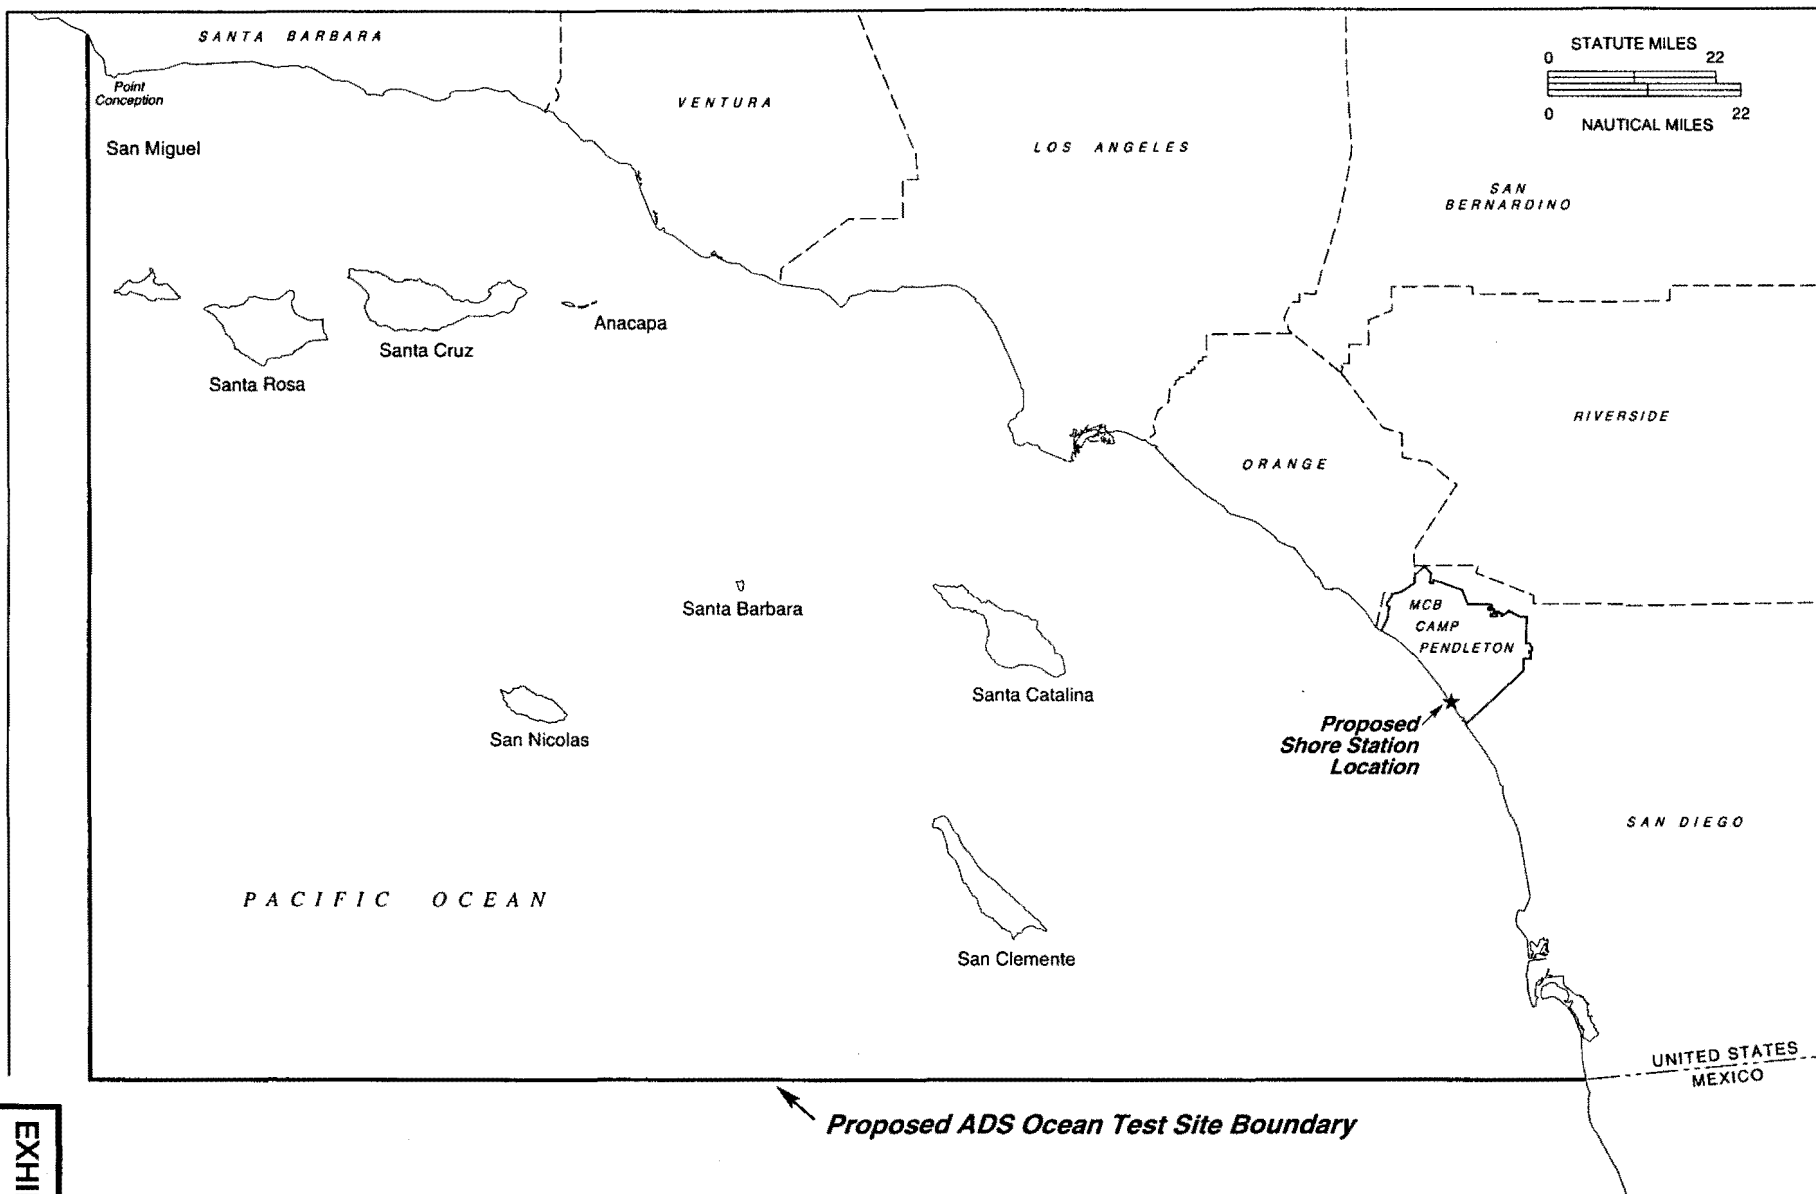 SANTA BARBARA
STATUTE MILES
0 22
0 22
NAUTICAL MILES
Point
Conception
VENTURA
San Miguel
LOS ANGELES
SAN
BERNARDINO
Anacapa
Santa Cruz
Santa Rosa
RIVERSIDE
ORANGE
Santa Barbara
MCB
CAMP
PENDLETON
Santa Catalina
San Nicolas
Proposed
Shore Station
Location
SAN DIEGO
PACIFIC OCEAN
San Clemente
UNITED STATES
MEXICO
Proposed ADS Ocean Test Site Boundary
EXHI